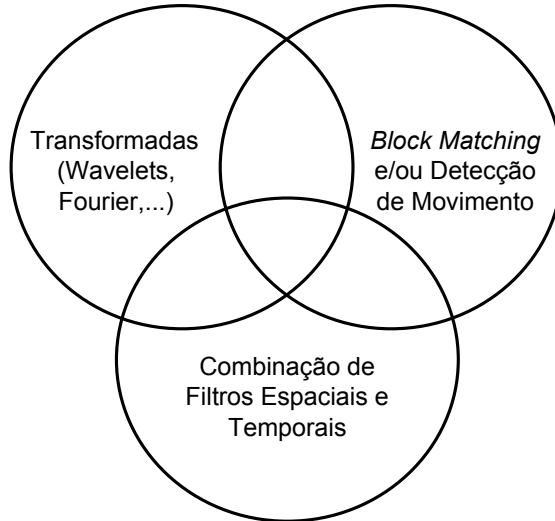 Transformadas
(Wavelets,
Fourier,...)
Block Matching
e/ou Detecção
de Movimento
Combinação de
Filtros Espaciais e
Temporais